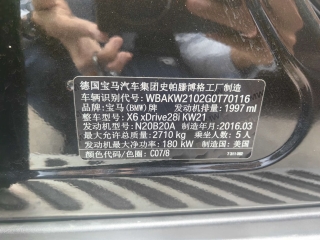 德国宝马汽车集团史帕滕博格工厂制造
车辆识别代号: WBAKW2102G0T70116
品牌: 宝马(BMW)牌 发动机排量: 1997 ml
整车型号: X6 xDrive28i KW21
发动机型号: N20B20A 制造年月: 2016.03
最大允许总质量: 2710 kg 乘坐人数: 5人
发动机最大净功率: 180 kW 制造国: 美国
颜色代码/色圈: C07/8